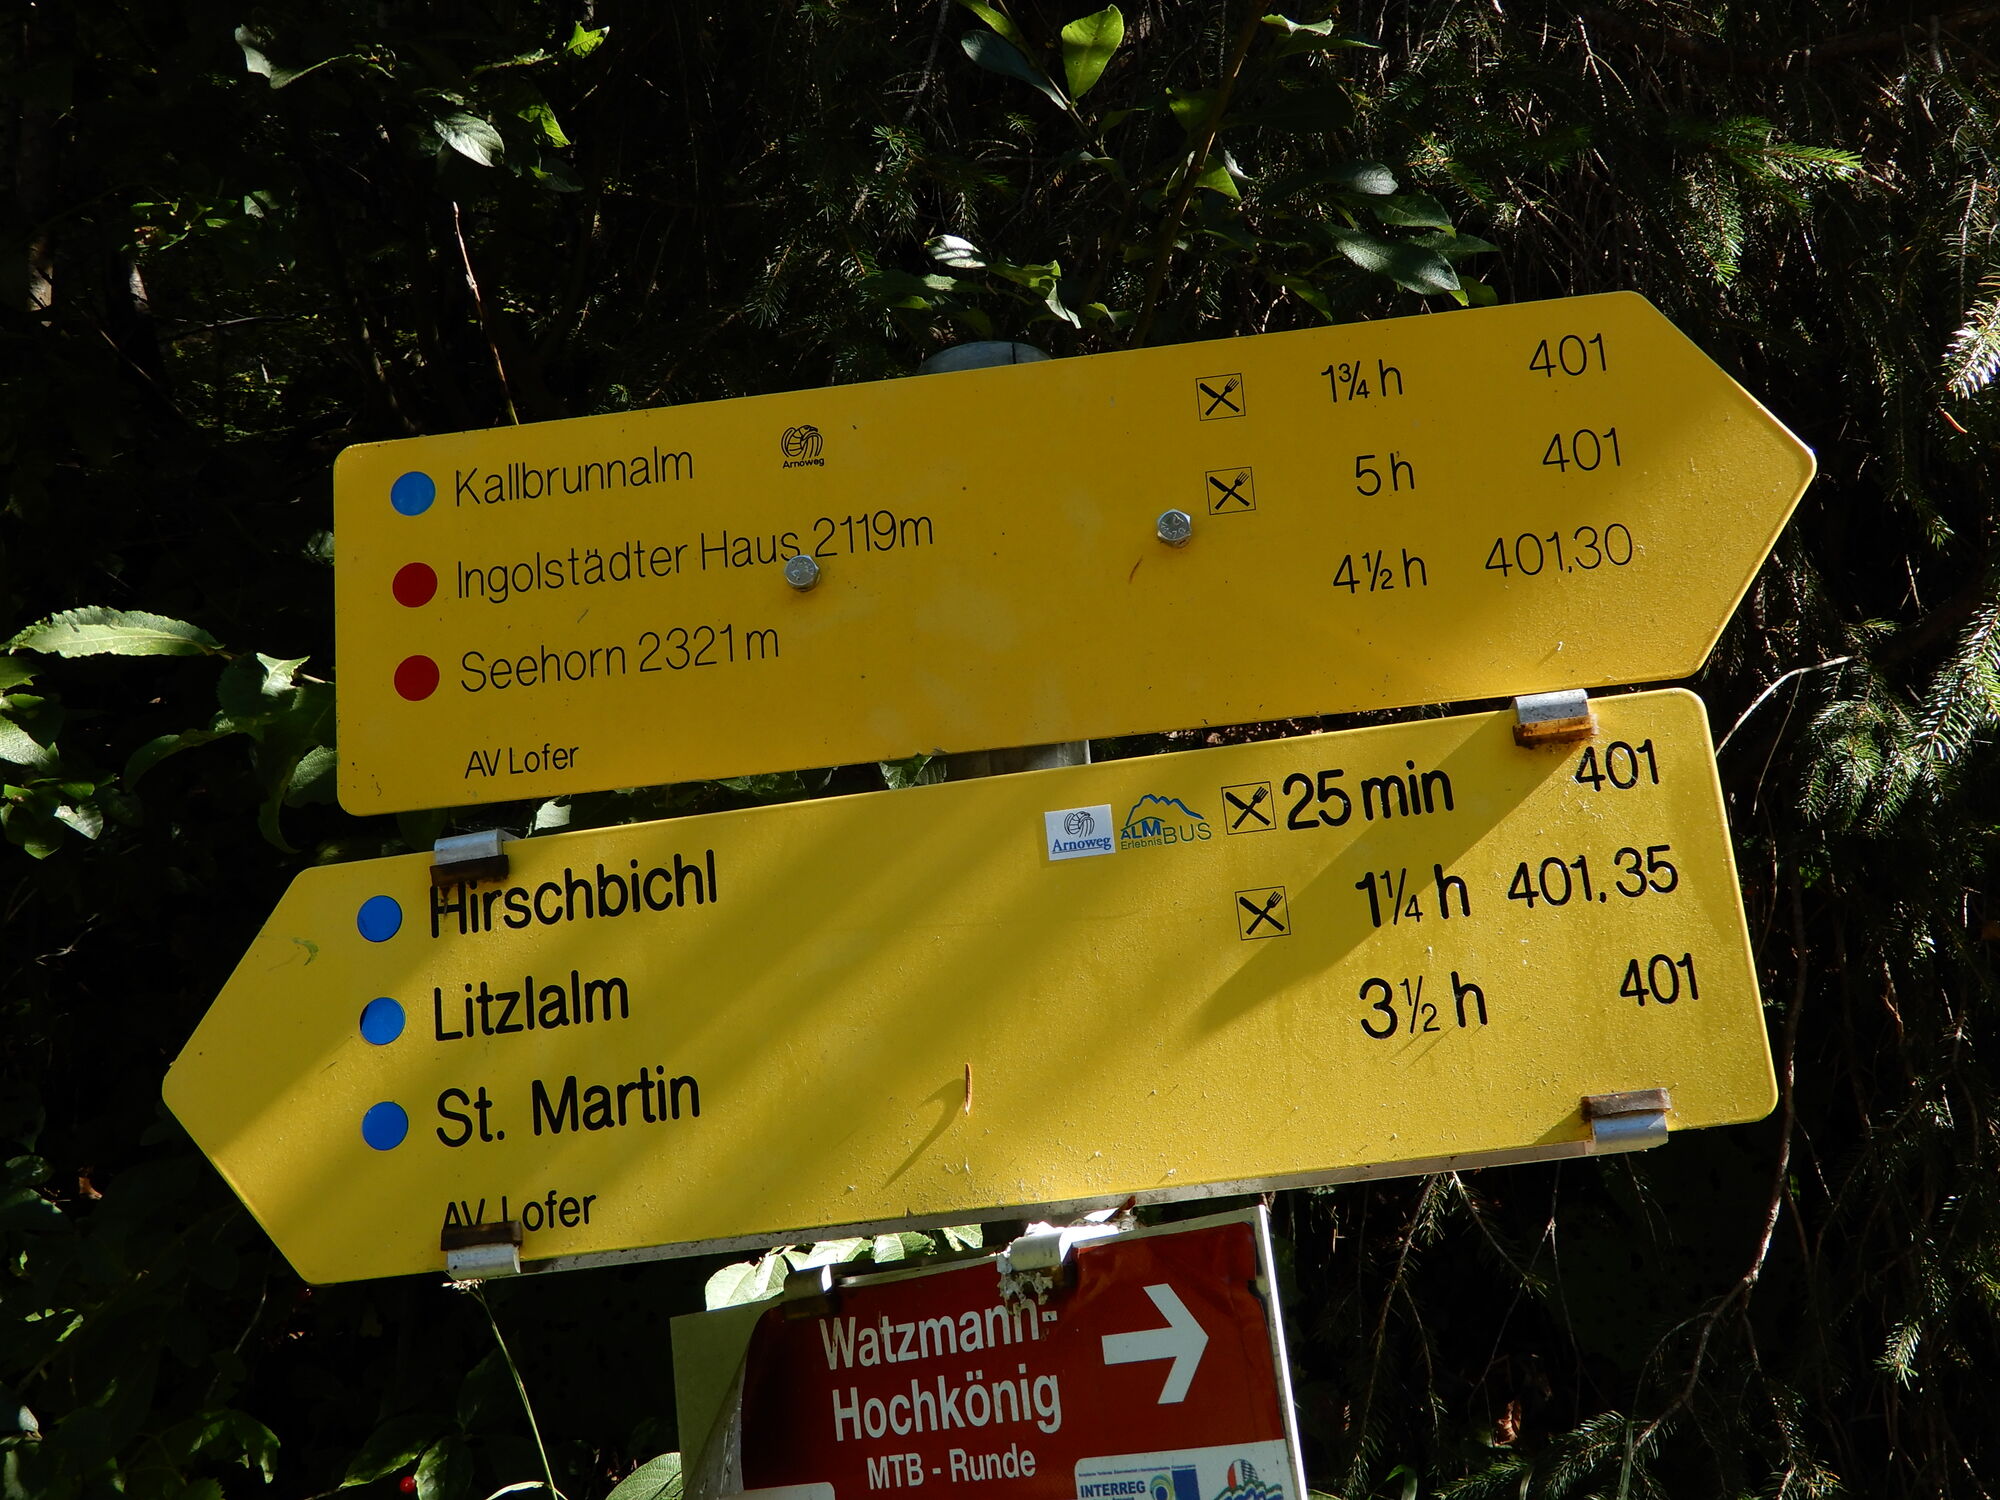 Kallbrunnalm Arnoweg 1¾ h 401
Ingolstädter Haus 2119m 5 h 401
Seehorn 2321m 4½ h 401,30
AV Lofer
Hirschbichl Arnoweg ALM BUS Erlebnis 25 min 401
Litzlalm 1¼ h 401,35
St. Martin 3½ h 401
AV Lofer
Watzmann-
Hochkönig
MTB - Runde
INTERREG